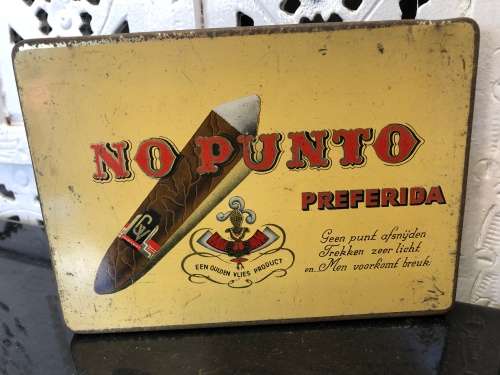 NO PUNTO
PREFERIDA
Geen punt afsnijden
Trekken zeer licht
en Men voorkomt breuk
EEN GULDEN VLIES PRODUCT